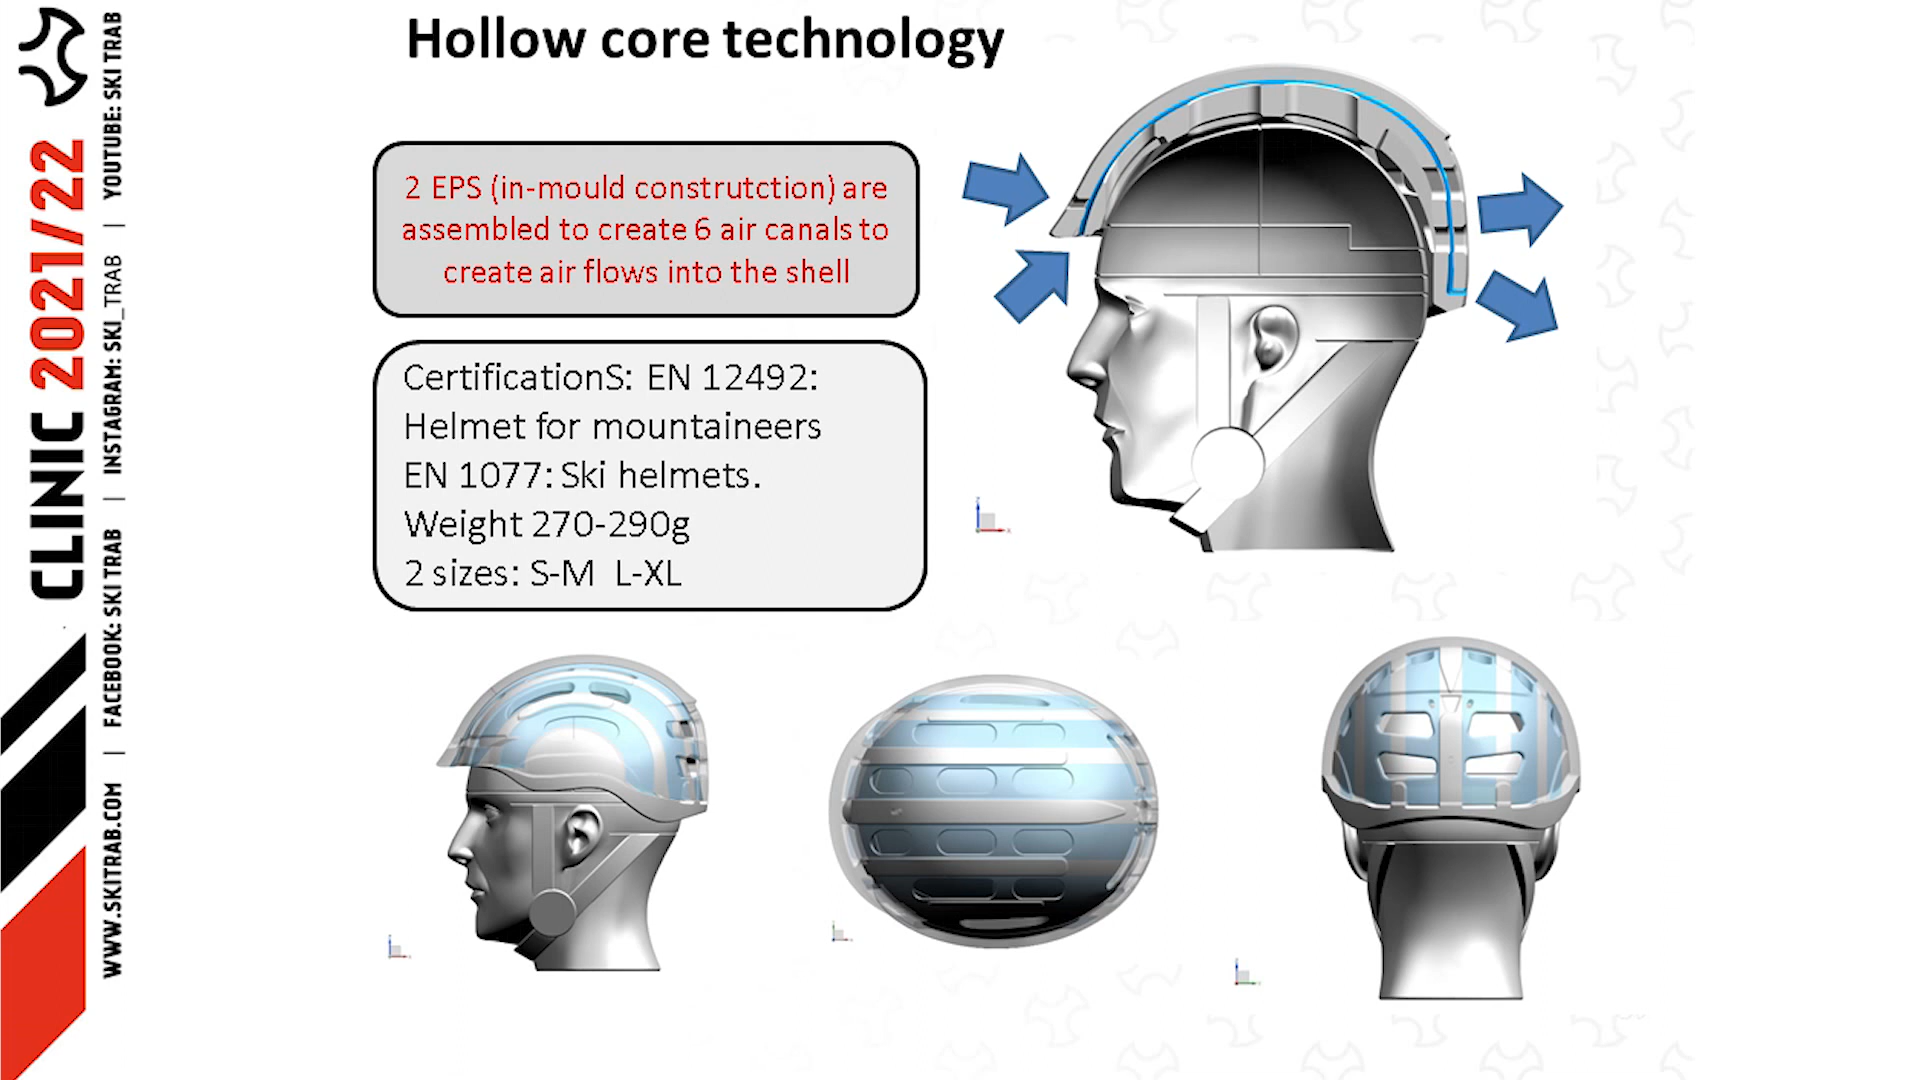 Hollow core technology
2 EPS (in-mould construtction) are
assembled to create 6 air canals to
create air flows into the shell
CertificationS: EN 12492:
Helmet for mountaineers
EN 1077: Ski helmets.
Weight 270-290g
2 sizes: S-M L-XL
CLINIC 2021/22
WWW.SKITRAB.COM | FACEBOOK: SKI TRAB | INSTAGRAM: SKI_TRAB | YOUTUBE: SKI TRAB